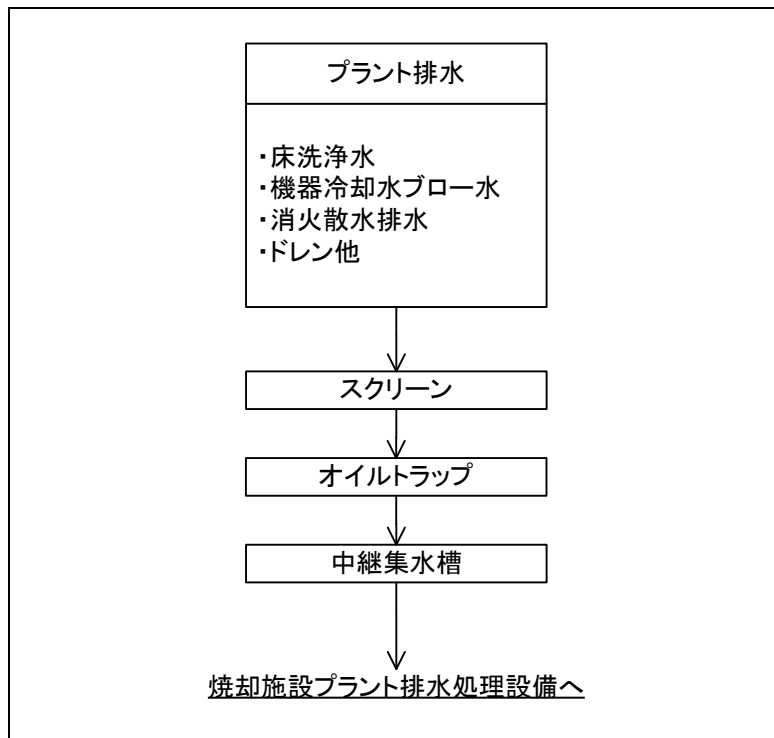 プラント排水
・床洗浄水
・機器冷却水ブロー水
・消火散水排水
・ドレン他
スクリーン
オイルトラップ
中継集水槽
焼却施設プラント排水処理設備へ